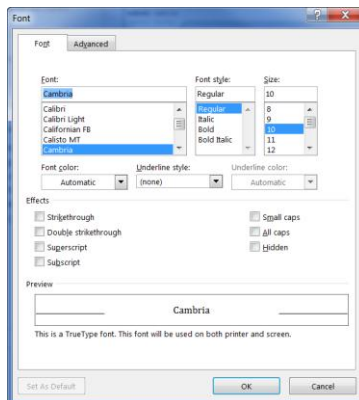 Font
Font Advanced
Font: Font style: Size:
Cambria Regular 10
Calibri Regular 8
Calibri Light Italic 9
Californian FB Bold 10
Calisto MT Bold Italic 11
Cambria 12
Font color: Underline style: Underline color:
Automatic (none) Automatic
Effects
Strikethrough Small caps
Double strikethrough All caps
Superscript Hidden
Subscript
Preview
Cambria
This is a TrueType font. This font will be used on both printer and screen.
Set As Default OK Cancel